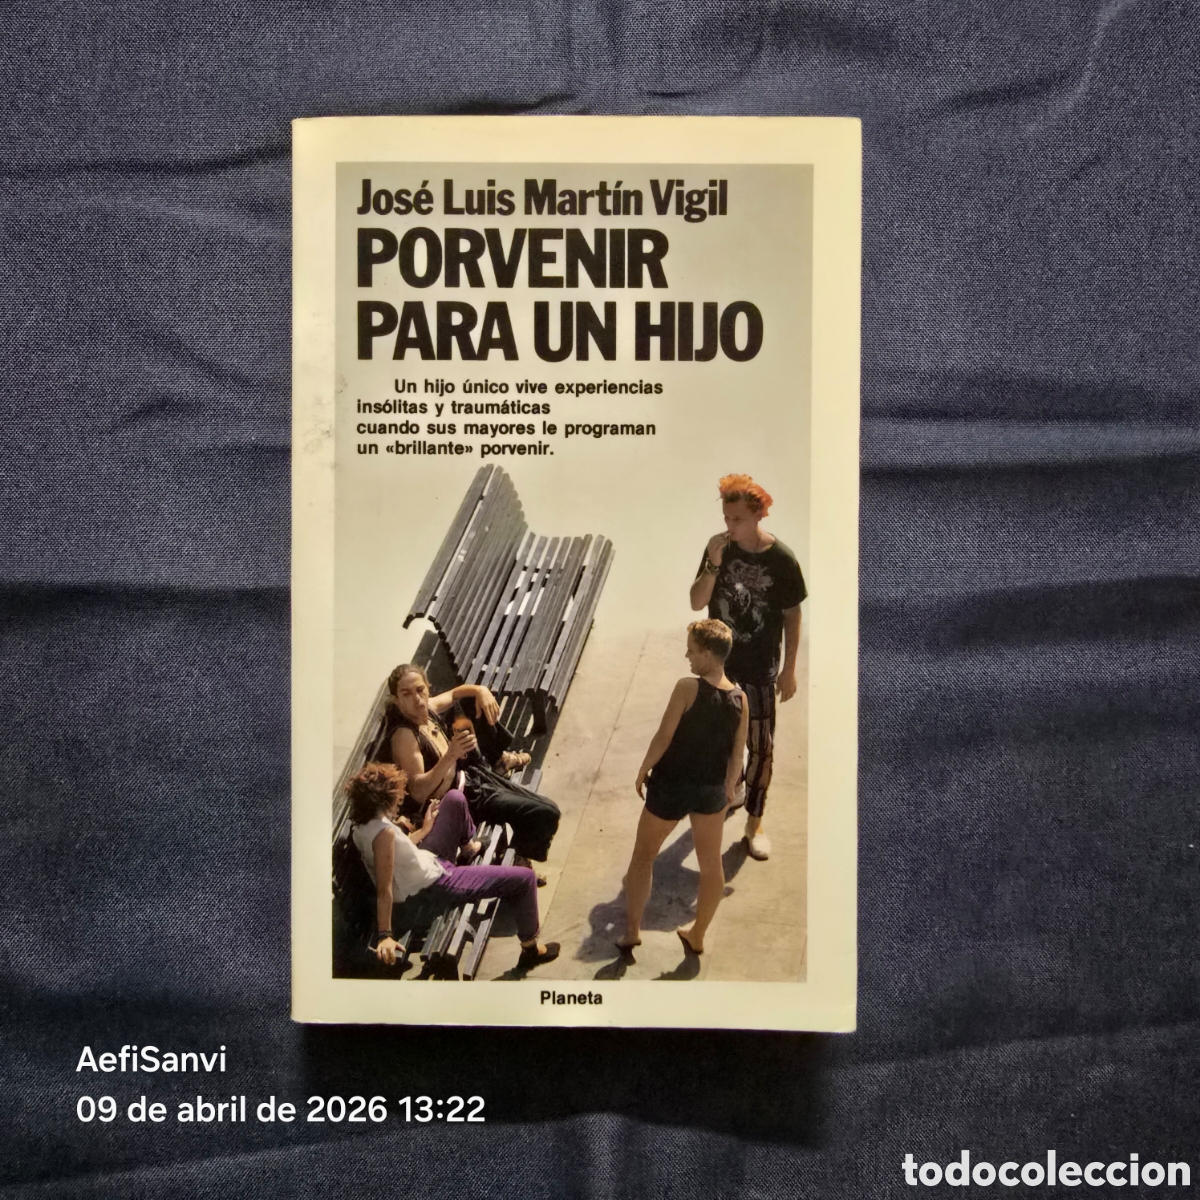 José Luis Martín Vigil
PORVENIR
PARA UN HIJO
Un hijo único vive experiencias
insólitas y traumáticas
cuando sus mayores le programan
un «brillante» porvenir.
Planeta
AefiSanvi
09 de abril de 2026 13:22
todocoleccion